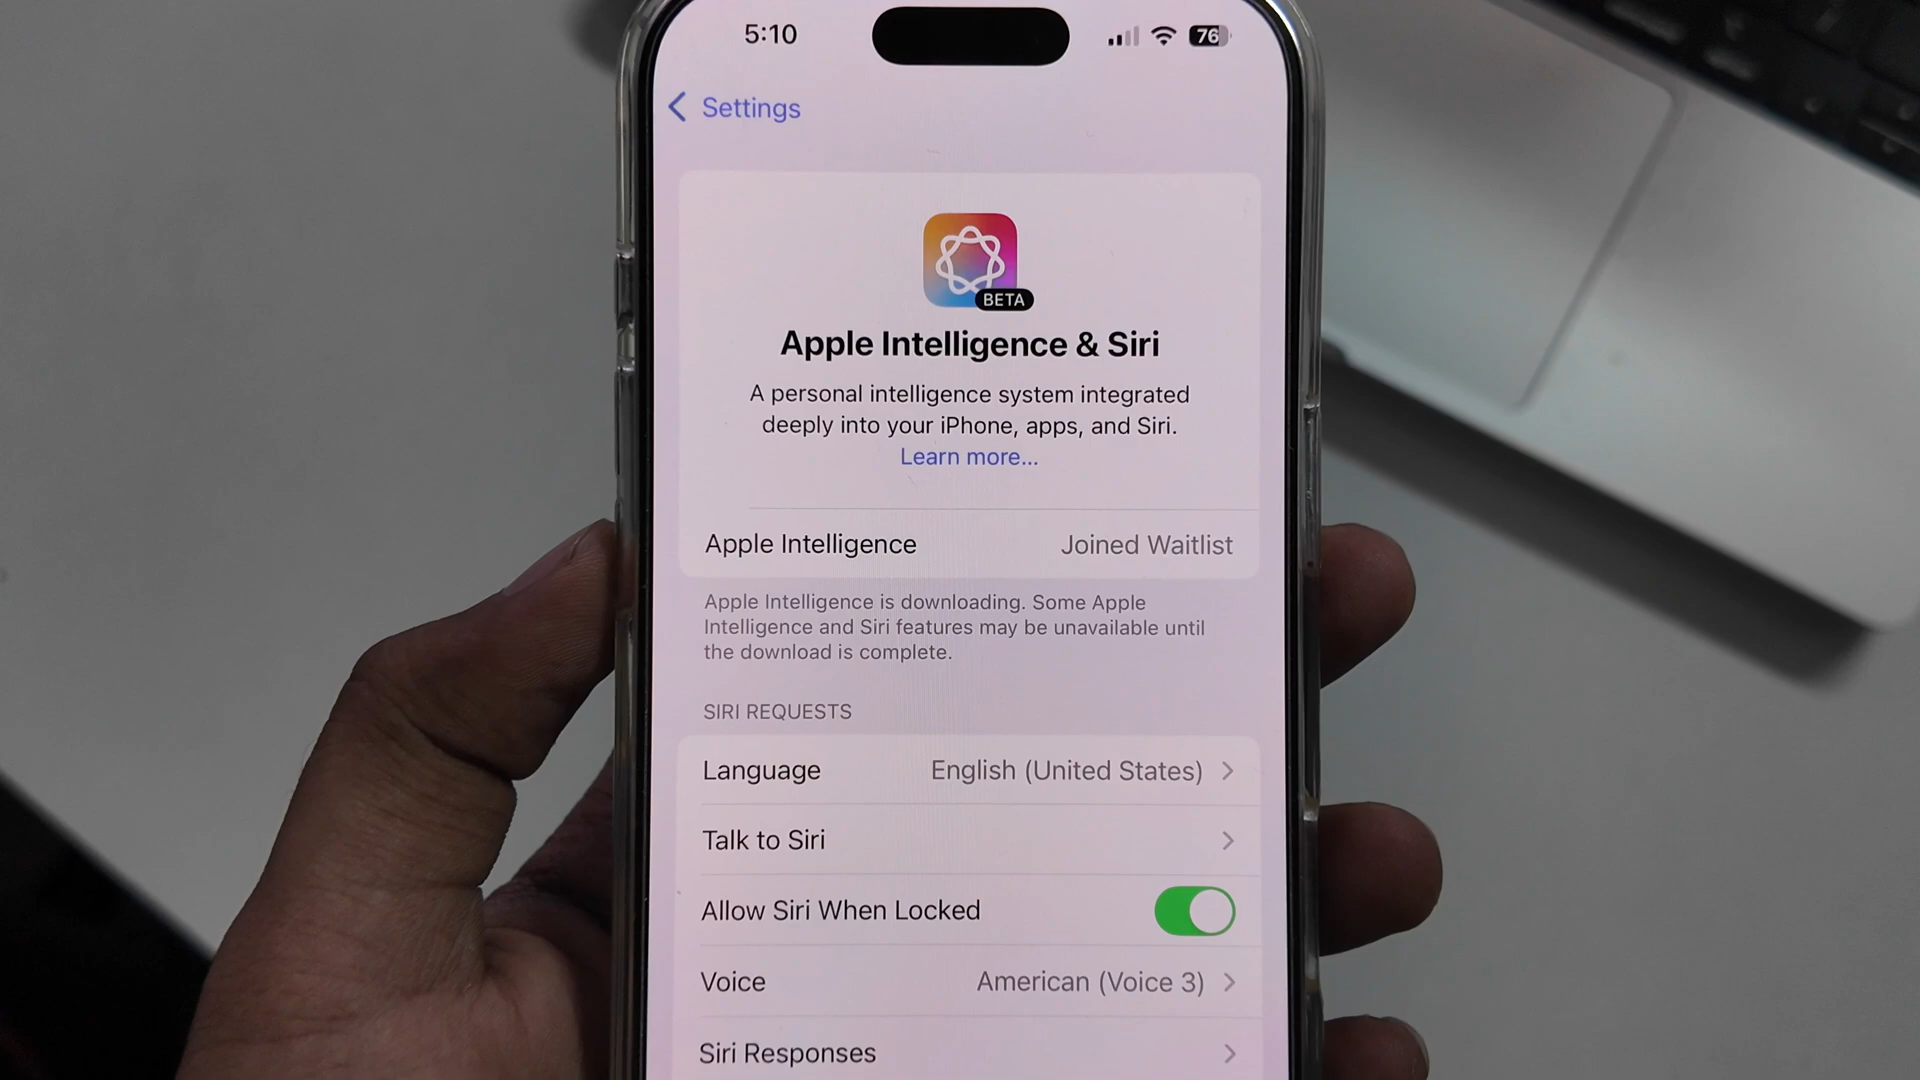 5:10
76
Settings
BETA
Apple Intelligence & Siri
A personal intelligence system integrated
deeply into your iPhone, apps, and Siri.
Learn more...
Apple Intelligence Joined Waitlist
Apple Intelligence is downloading. Some Apple
Intelligence and Siri features may be unavailable until
the download is complete.
SIRI REQUESTS
Language English (United States)
Talk to Siri
Allow Siri When Locked
Voice American (Voice 3)
Siri Responses